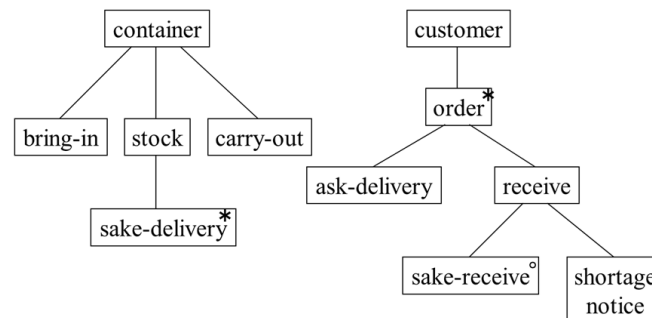 container
customer
order*
bring-in
stock
carry-out
ask-delivery
receive
sake-delivery*
sake-receive°
shortage
notice